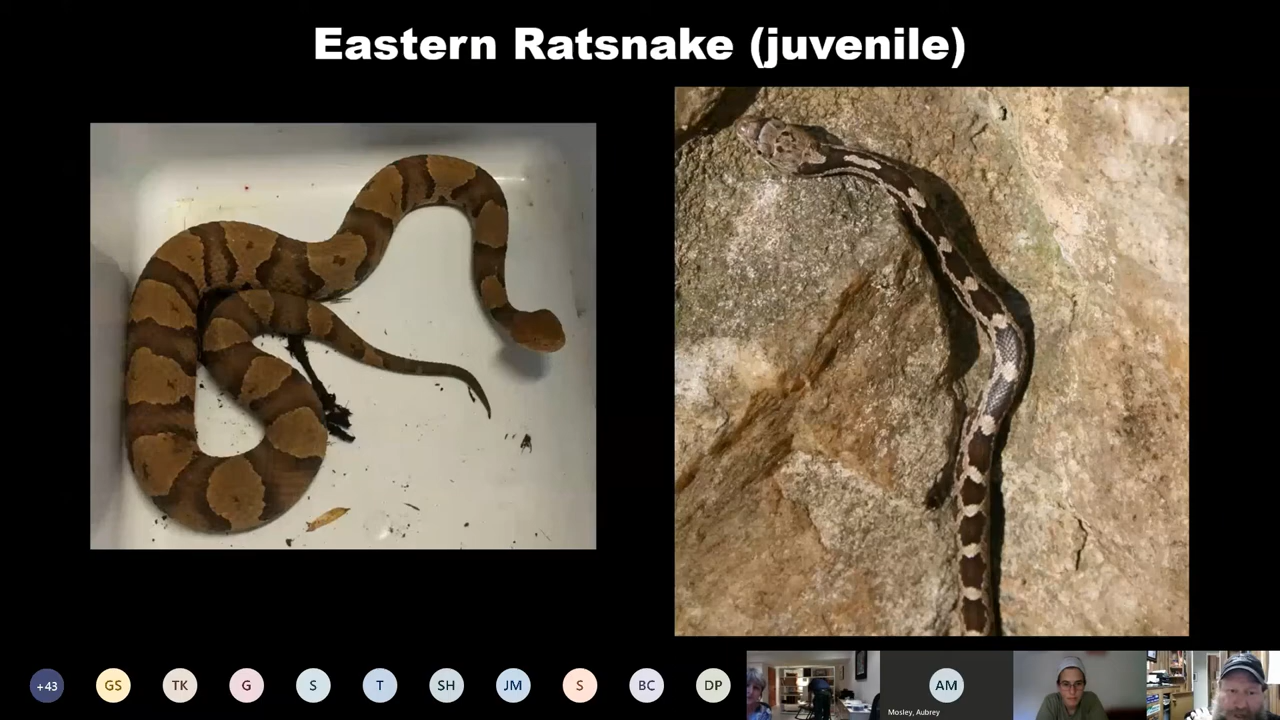 Eastern Ratsnake (juvenile)
+43
GS
TK
G
S
T
SH
JM
S
BC
DP
AM
Mosley, Aubrey